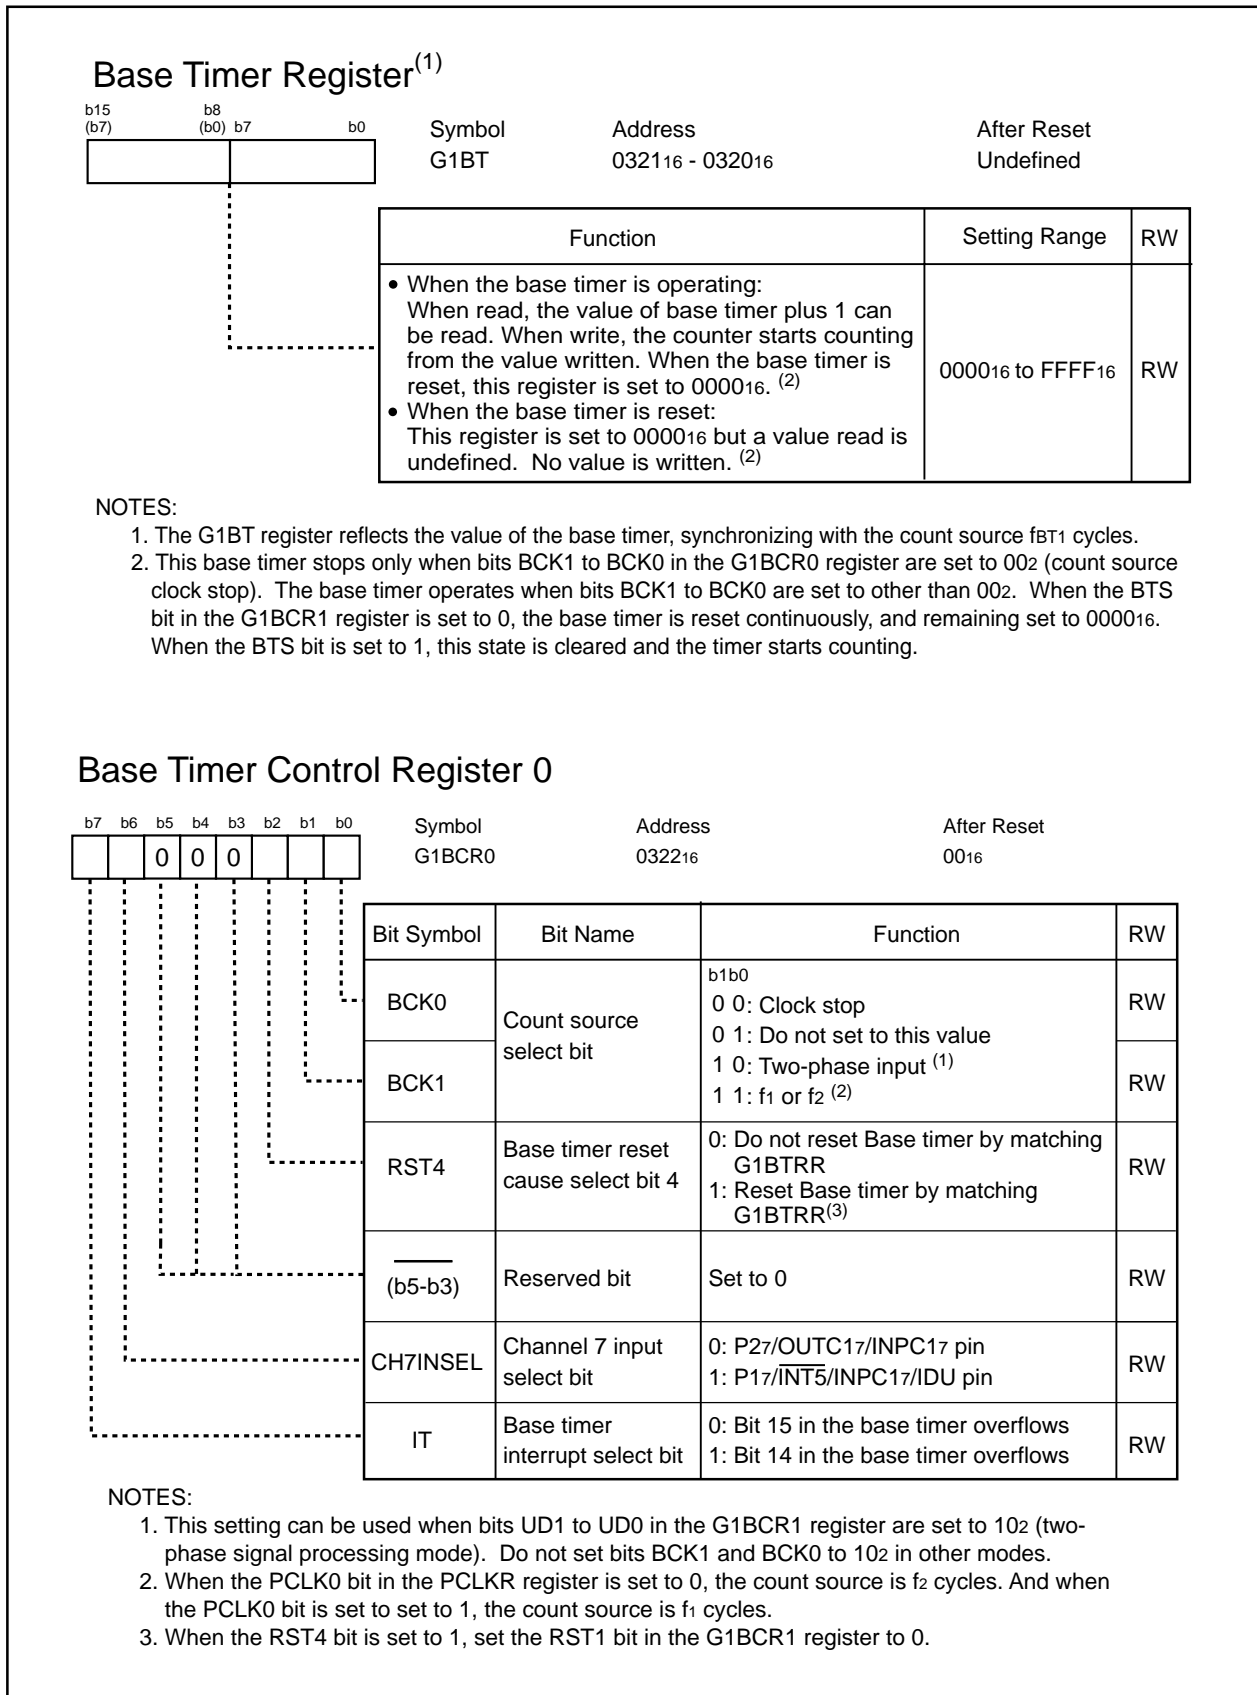 Base Timer Register(1)
b15 b8
(b7) (b0) b7 b0
Symbol Address After Reset
G1BT 032116 - 032016 Undefined
Function Setting Range RW
• When the base timer is operating:
When read, the value of base timer plus 1 can
be read. When write, the counter starts counting
from the value written. When the base timer is
reset, this register is set to 000016. (2)
• When the base timer is reset:
This register is set to 000016 but a value read is
undefined. No value is written. (2)
000016 to FFFF16 RW
NOTES:
1. The G1BT register reflects the value of the base timer, synchronizing with the count source fBT1 cycles.
2. This base timer stops only when bits BCK1 to BCK0 in the G1BCR0 register are set to 002 (count source
clock stop). The base timer operates when bits BCK1 to BCK0 are set to other than 002. When the BTS
bit in the G1BCR1 register is set to 0, the base timer is reset continuously, and remaining set to 000016.
When the BTS bit is set to 1, this state is cleared and the timer starts counting.
Base Timer Control Register 0
b7 b6 b5 b4 b3 b2 b1 b0
0 0 0
Symbol Address After Reset
G1BCR0 032216 0016
Bit Symbol Bit Name Function RW
BCK0
BCK1
Count source
select bit
b1b0
0 0: Clock stop
0 1: Do not set to this value
1 0: Two-phase input (1)
1 1: f1 or f2 (2)
RW
RW
RST4
Base timer reset
cause select bit 4
0: Do not reset Base timer by matching
G1BTRR
1: Reset Base timer by matching
G1BTRR(3)
RW
(b5-b3)
Reserved bit
Set to 0
RW
CH7INSEL
Channel 7 input
select bit
0: P27/OUTC17/INPC17 pin
1: P17/INT5/INPC17/IDU pin
RW
IT
Base timer
interrupt select bit
0: Bit 15 in the base timer overflows
1: Bit 14 in the base timer overflows
RW
NOTES:
1. This setting can be used when bits UD1 to UD0 in the G1BCR1 register are set to 102 (two-
phase signal processing mode). Do not set bits BCK1 and BCK0 to 102 in other modes.
2. When the PCLK0 bit in the PCLKR register is set to 0, the count source is f2 cycles. And when
the PCLK0 bit is set to set to 1, the count source is f1 cycles.
3. When the RST4 bit is set to 1, set the RST1 bit in the G1BCR1 register to 0.